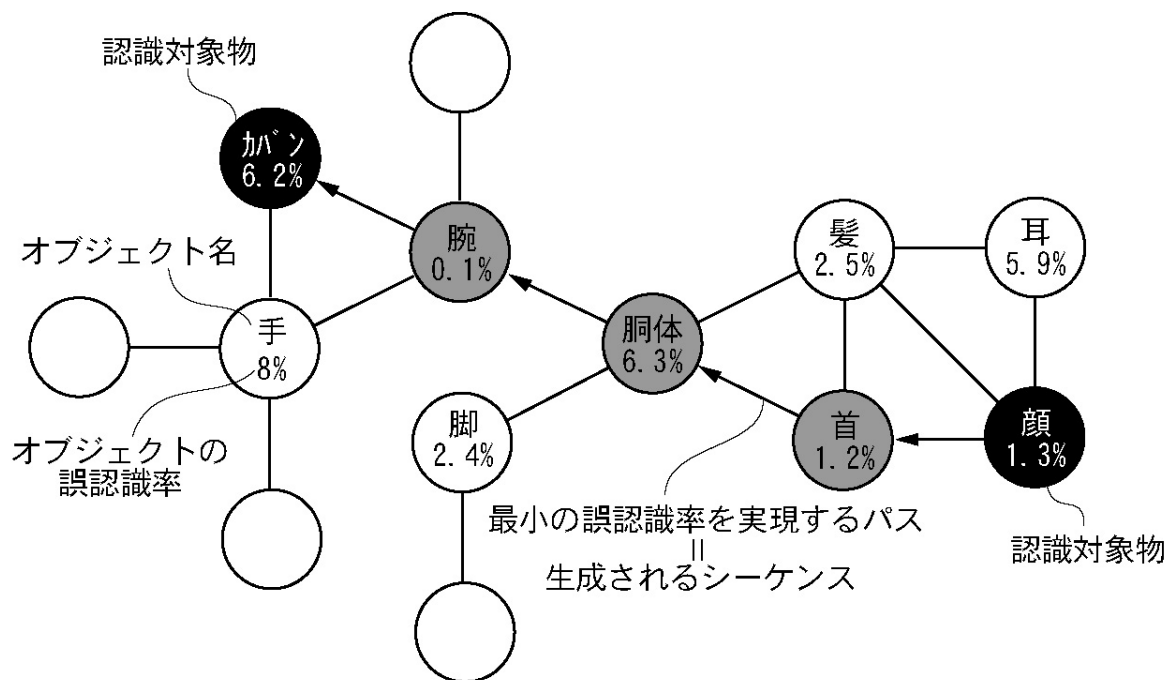 認識対象物
カバン
6.2%
オブジェクト名
腕
0.1%
髪
2.5%
耳
5.9%
手
8%
胴体
6.3%
オブジェクトの
誤認識率
脚
2.4%
首
1.2%
顔
1.3%
最小の誤認識率を実現するパス
=
生成されるシーケンス
認識対象物